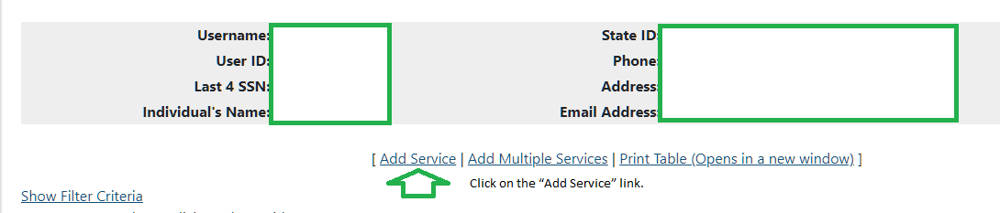 Username: State ID:
User ID: Phone:
Last 4 SSN: Address:
Individual's Name: Email Address:
[ Add Service | Add Multiple Services | Print Table (Opens in a new window) ]
Click on the “Add Service” link.
Show Filter Criteria